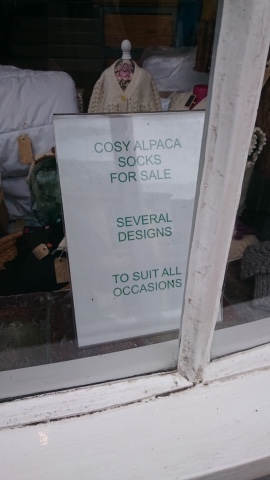 COSY ALPACA
SOCKS
FOR SALE
SEVERAL
DESIGNS
TO SUIT ALL
OCCASIONS